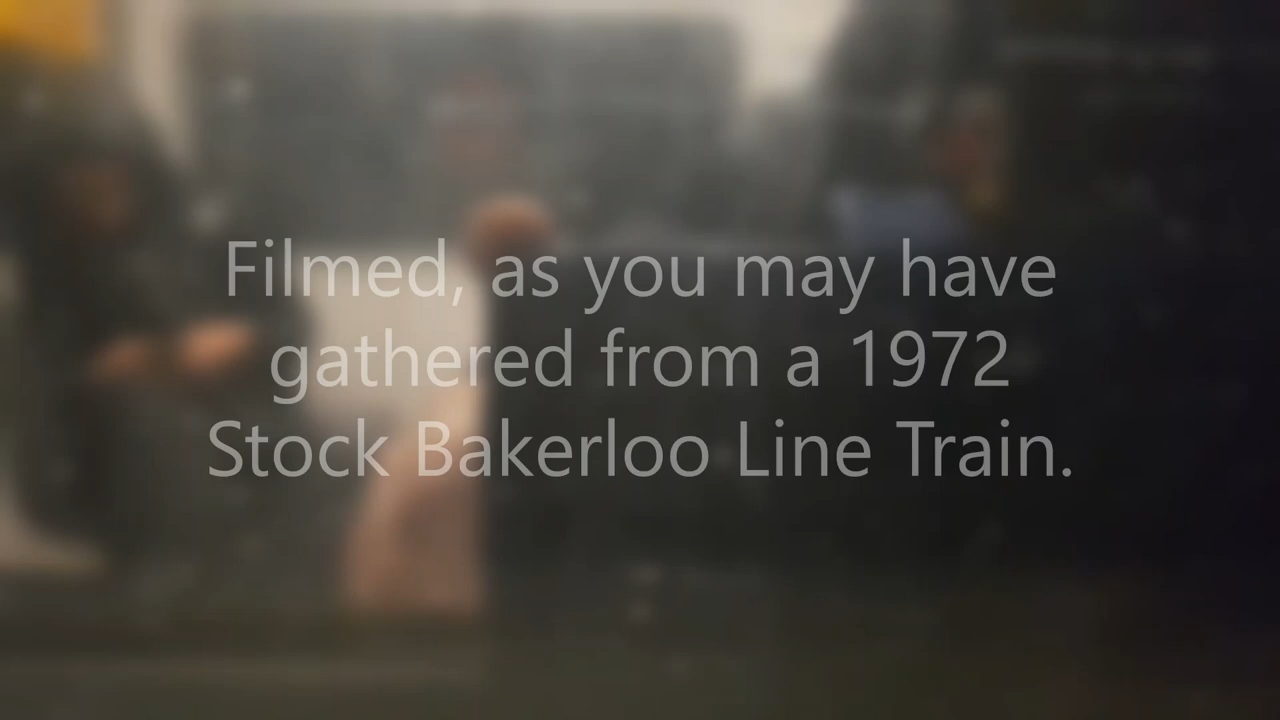 Filmed, as you may have
gathered from a 1972
Stock Bakerloo Line Train.